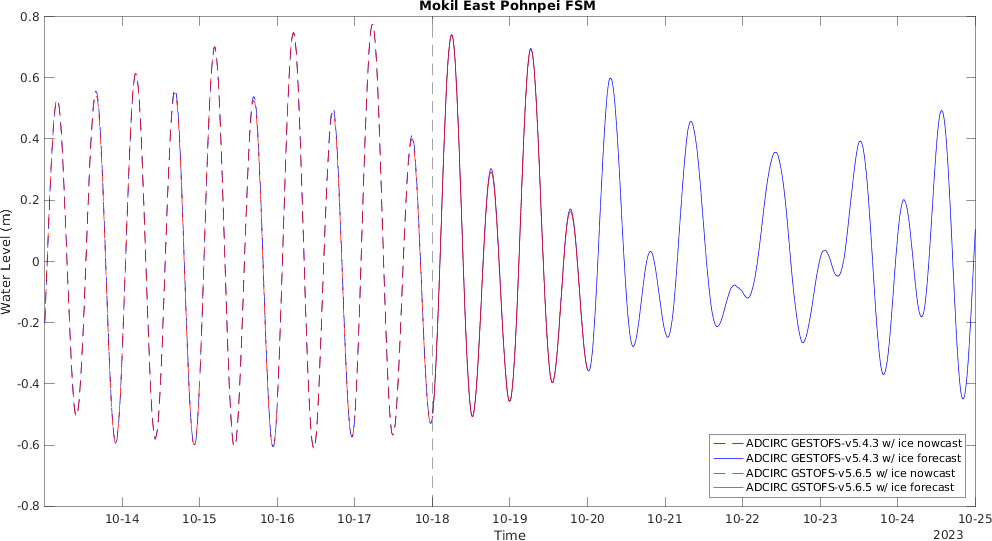 Mokil East Pohnpei FSM
0.8
0.6
0.4
0.2
0
-0.2
-0.4
-0.6
-0.8
Water Level (m)
ADCIRC GESTOFS-v5.4.3 w/ ice nowcast
ADCIRC GESTOFS-v5.4.3 w/ ice forecast
ADCIRC GSTOFS-v5.6.5 w/ ice nowcast
ADCIRC GSTOFS-v5.6.5 w/ ice forecast
10-14 10-15 10-16 10-17 10-18 10-19 10-20 10-21 10-22 10-23 10-24 10-25
Time
2023